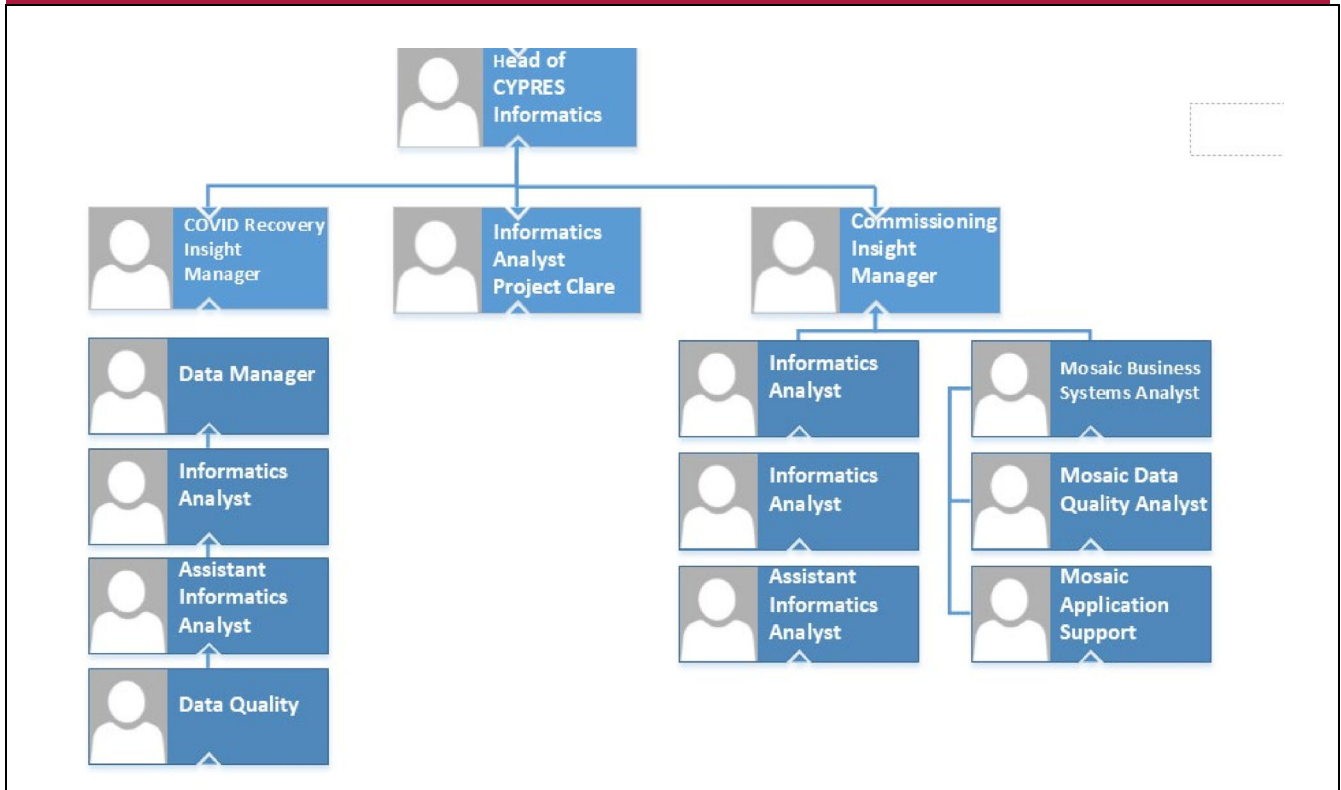 Head of
CYPRES
Informatics
COVID Recovery
Insight
Manager
Informatics
Analyst
Project Clare
Commissioning
Insight
Manager
Data Manager
Informatics
Analyst
Assistant
Informatics
Analyst
Data Quality
Informatics
Analyst
Informatics
Analyst
Assistant
Informatics
Analyst
Mosaic Business
Systems Analyst
Mosaic Data
Quality Analyst
Mosaic
Application
Support